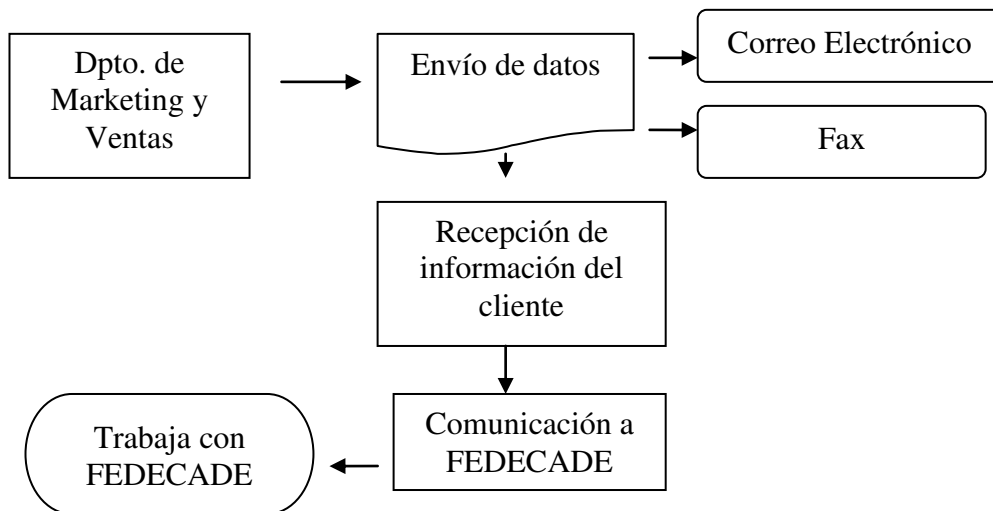 Dpto. de
Marketing y
Ventas
Envío de datos
Correo Electrónico
Fax
Recepción de
información del
cliente
Comunicación a
FEDECADE
Trabaja con
FEDECADE